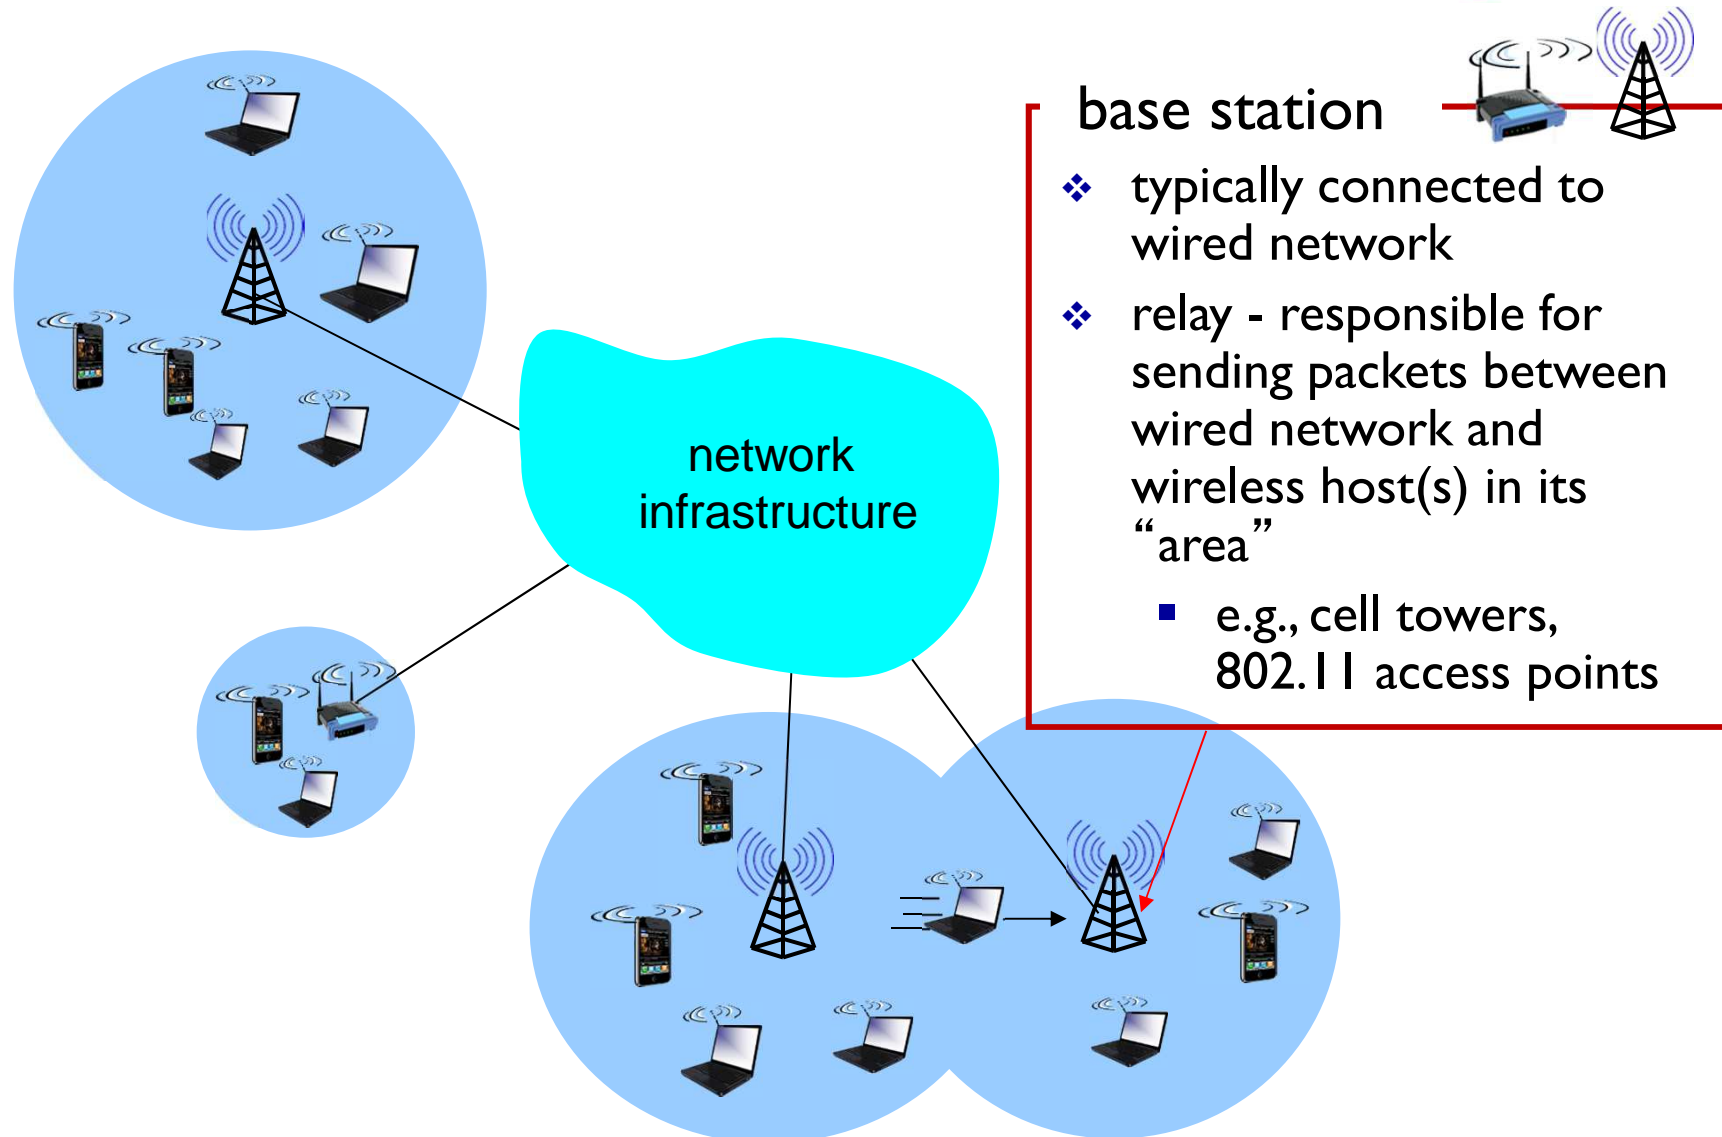 base station
❖ typically connected to
wired network
❖ relay - responsible for
sending packets between
wired network and
wireless host(s) in its
“area”
▪ e.g., cell towers,
802.11 access points
network
infrastructure